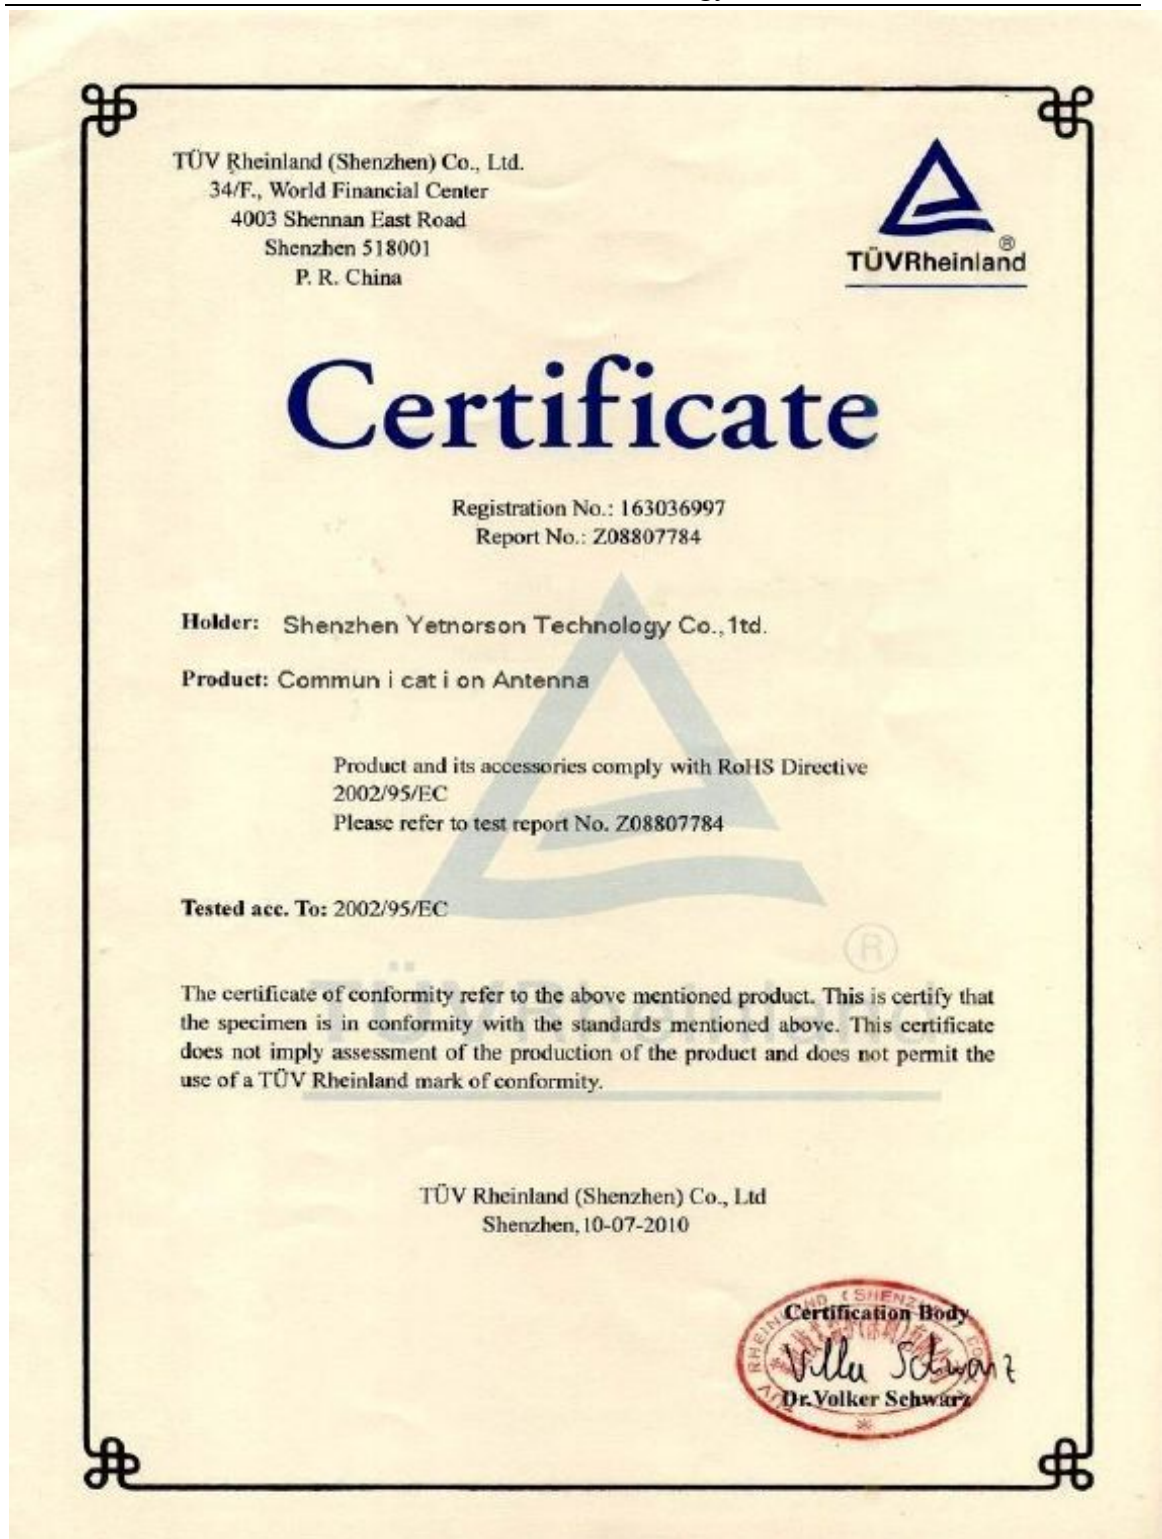 TÜV Rheinland (Shenzhen) Co., Ltd.
34/F., World Financial Center
4003 Shennan East Road
Shenzhen 518001
P. R. China
®
TÜVRheinland
Certificate
Registration No.: 163036997
Report No.: Z08807784
Holder: Shenzhen Yetnorson Technology Co.,1td.
Product: Commun i cat i on Antenna
Product and its accessories comply with RoHS Directive
2002/95/EC
Please refer to test report No. Z08807784
Tested acc. To: 2002/95/EC
®
TÜVRheinland
The certificate of conformity refer to the above mentioned product. This is certify that
the specimen is in conformity with the standards mentioned above. This certificate
does not imply assessment of the production of the product and does not permit the
use of a TÜV Rheinland mark of conformity.
TÜV Rheinland (Shenzhen) Co., Ltd
Shenzhen, 10-07-2010
TÜV RHEINLAND (SHENZHEN) CO
Certification Body
Dr.Volker Schwarz